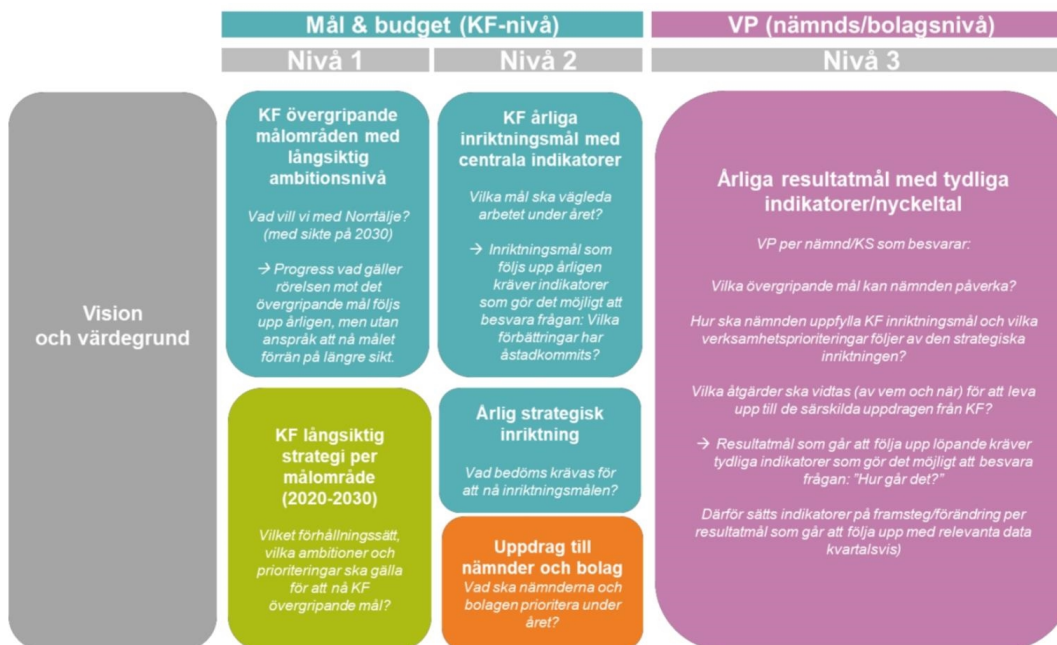 Mål & budget (KF-nivå)
VP (nämnds/bolagsnivå)
Nivå 1
Nivå 2
Nivå 3
Vision
och värdegrund
KF övergripande
målområden med
långsiktig
ambitionsnivå
Vad vill vi med Norrtälje?
(med sikte på 2030)
→ Progress vad gäller
rörelsen mot det
övergripande mål följs
upp årligen, men utan
anspråk att nå målet
förrän på längre sikt.
KF långsiktig
strategi per
målområde
(2020-2030)
Vilket förhållningssätt,
vilka ambitioner och
prioriteringar ska gälla
för att nå KF
övergripande mål?
KF årliga
inriktningsmål med
centrala indikatorer
Vilka mål ska vägleda
arbetet under året?
→ Inriktningsmål som
följs upp årligen
kräver indikatorer
som gör det möjligt att
besvara frågan: Vilka
förbättringar har
åstadkommits?
Årlig strategisk
inriktning
Vad bedöms krävas för
att nå inriktningsmålen?
Uppdrag till
nämnder och bolag
Vad ska nämnderna och
bolagen prioritera under
året?
Årliga resultatmål med tydliga
indikatorer/nyckeltal
VP per nämnd/KS som besvarar:
Vilka övergripande mål kan nämnden påverka?
Hur ska nämnden uppfylla KF inriktningsmål och vilka
verksamhetsprioriteringar följer av den strategiska
inriktningen?
Vilka åtgärder ska vidtas (av vem och när) för att leva
upp till de särskilda uppdragen från KF?
→ Resultatmål som går att följa upp löpande kräver
tydliga indikatorer som gör det möjligt att besvara
frågan: ”Hur går det?”
Därför sätts indikatorer på framsteg/förändring per
resultatmål som går att följa upp med relevanta data
kvartalsvis)